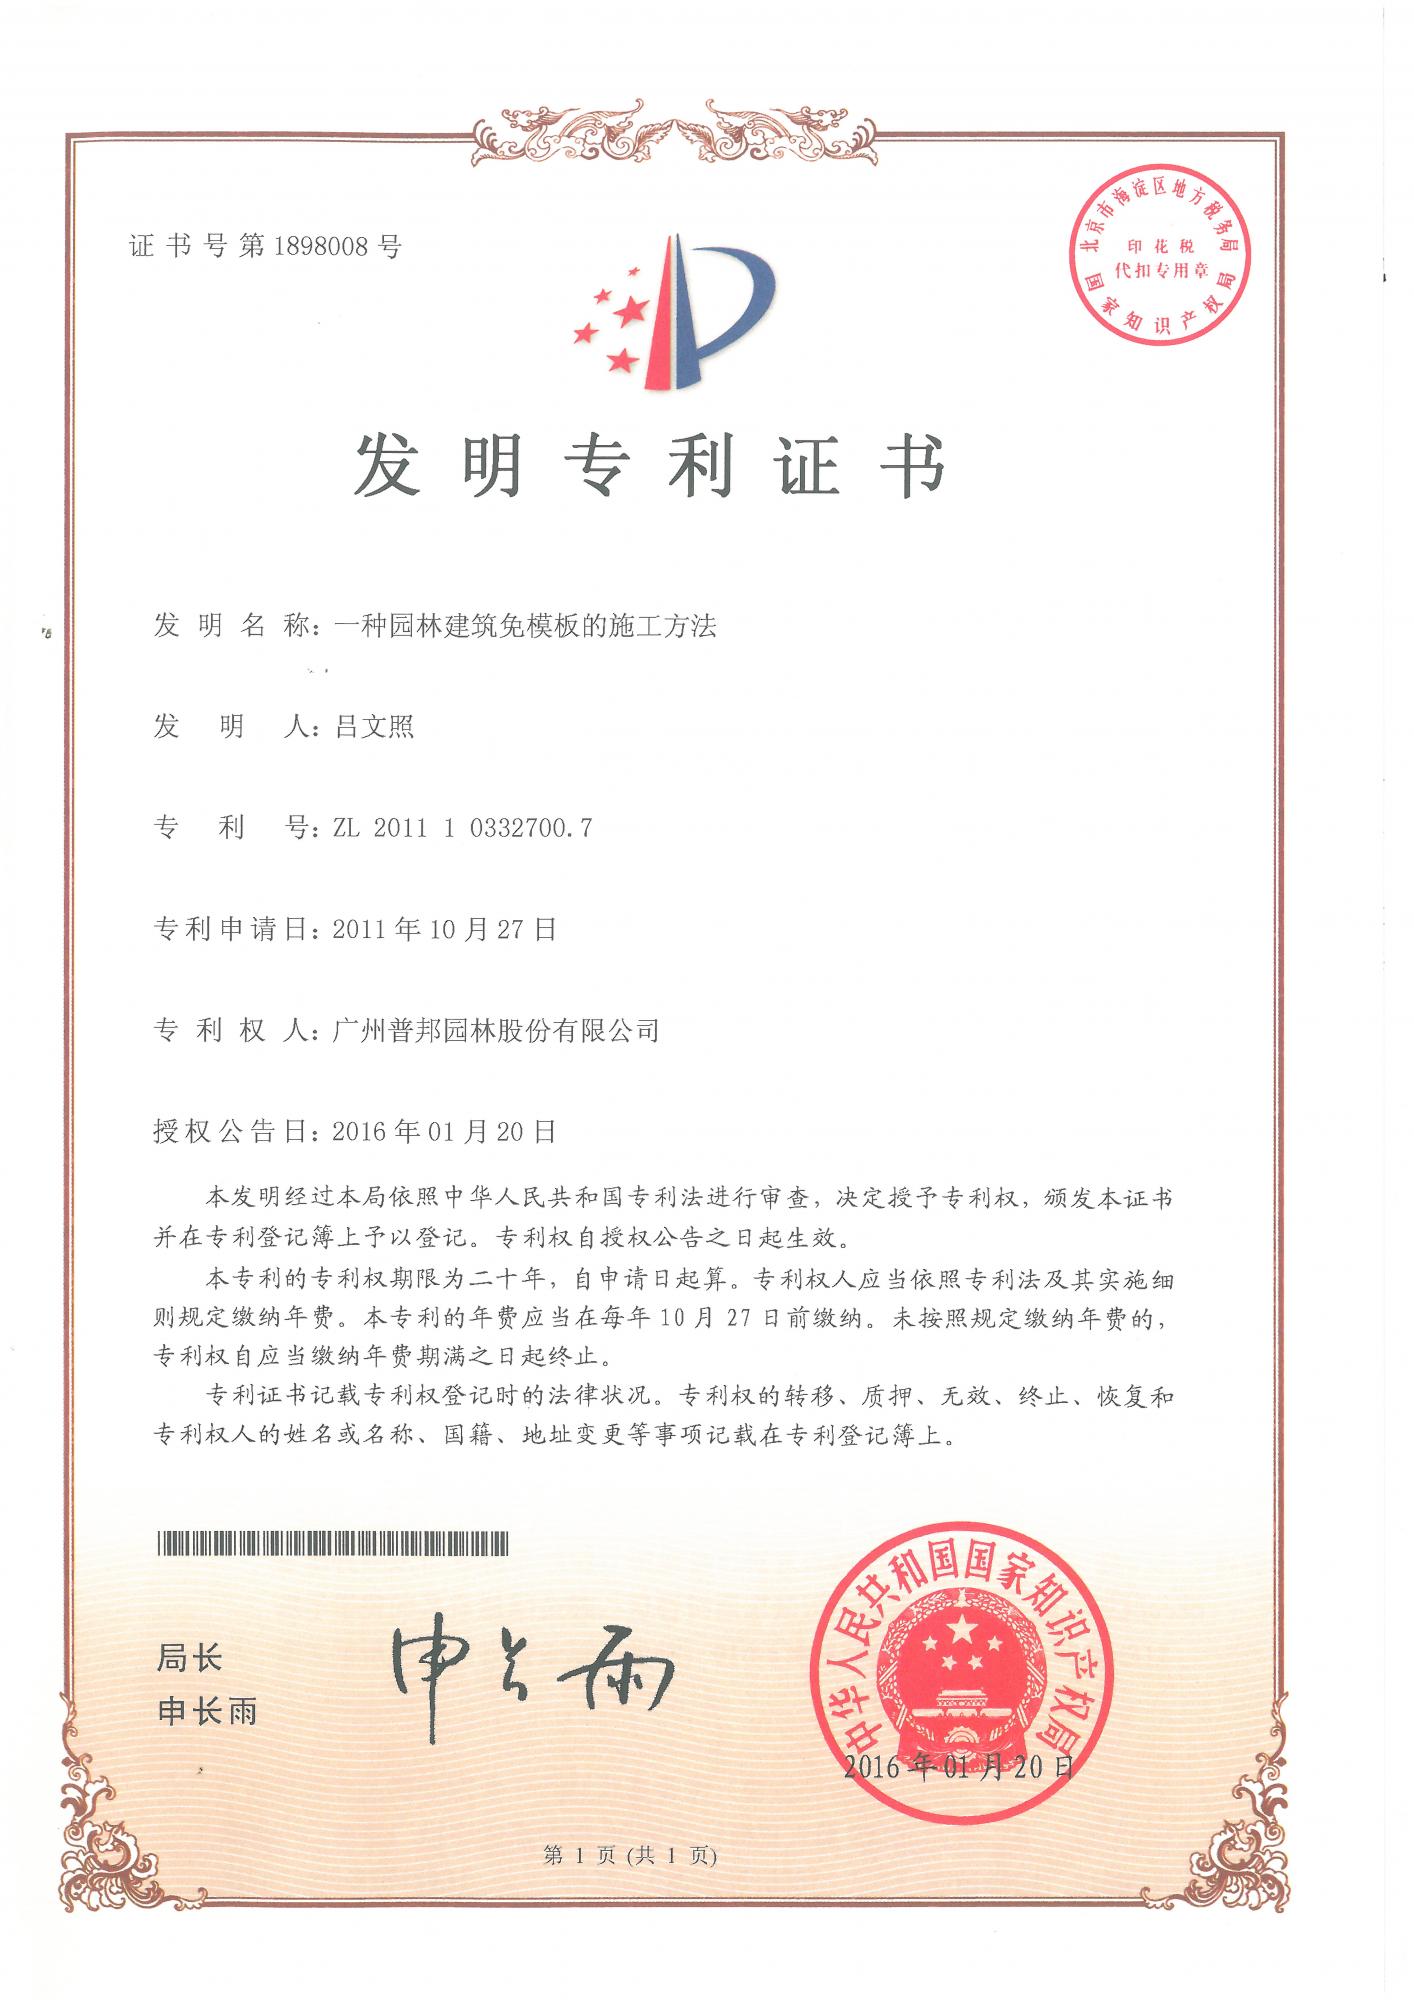 证书号第1898008号
北京市海淀区地方税务局
印花税
代扣专用章
国家知识产权局
发明专利证书
发明名称：一种园林建筑免模板的施工方法
发明人：吕文照
专利号：ZL 2011 1 0332700.7
专利申请日：2011年10月27日
专利权人：广州普邦园林股份有限公司
授权公告日：2016年01月20日
本发明经过本局依照中华人民共和国专利法进行审查，决定授予专利权，颁发本证书
并在专利登记簿上予以登记。专利权自授权公告之日起生效。
本专利的专利权期限为二十年，自申请日起算。专利权人应当依照专利法及其实施细
则规定缴纳年费。本专利的年费应当在每年10月27日前缴纳。未按照规定缴纳年费的，
专利权自应当缴纳年费期满之日起终止。
专利证书记载专利权登记时的法律状况。专利权的转移、质押、无效、终止、恢复和
专利权人的姓名或名称、国籍、地址变更等事项记载在专利登记簿上。
局长
申长雨
申长雨
中华人民共和国国家知识产权局
2016年01月20日
第 1 页 (共 1 页)